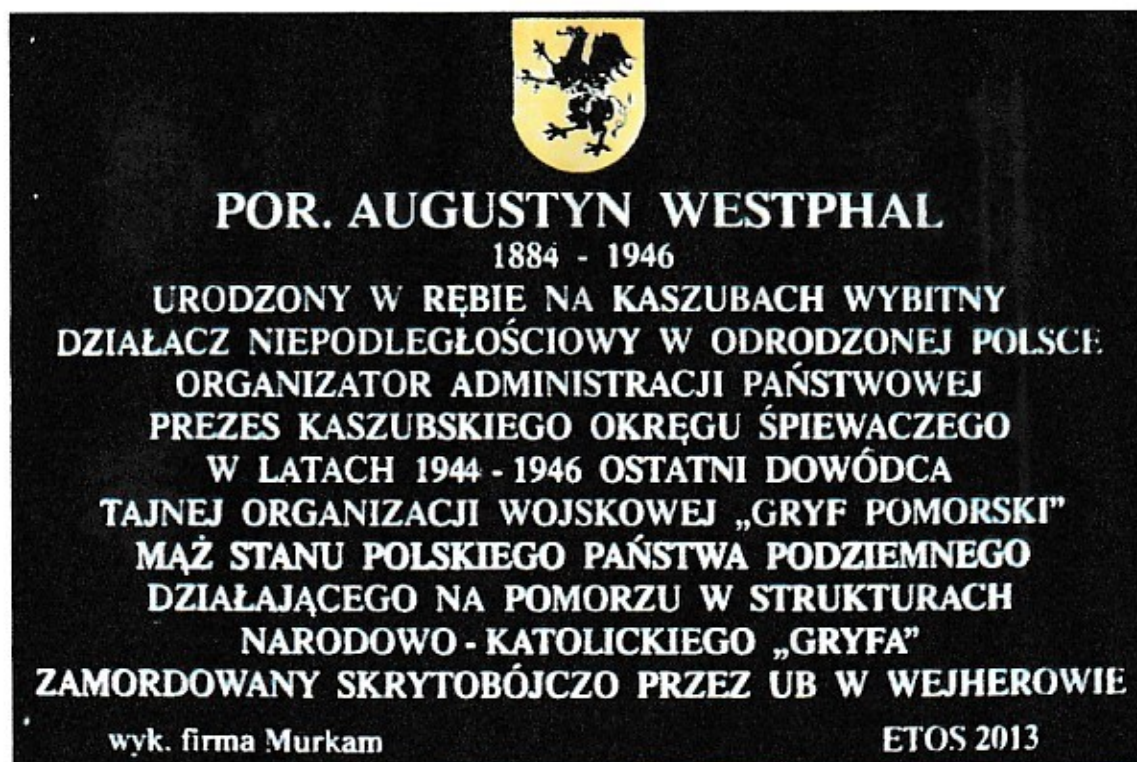 POR. AUGUSTYN WESTPHAL
1884 - 1946
URODZONY W RĘBIE NA KASZUBACH WYBITNY
DZIAŁACZ NIEPODLEGŁOŚCIOWY W ODRODZONEJ POLSCE
ORGANIZATOR ADMINISTRACJI PAŃSTWOWEJ
PREZES KASZUBSKIEGO OKRĘGU ŚPIEWACZEGO
W LATACH 1944 - 1946 OSTATNI DOWÓDCA
TAJNEJ ORGANIZACJI WOJSKOWEJ „GRYF POMORSKI”
MĄŻ STANU POLSKIEGO PAŃSTWA PODZIEMNEGO
DZIAŁAJĄCEGO NA POMORZU W STRUKTURACH
NARODOWO - KATOLICKIEGO „GRYFA”
ZAMORDOWANY SKRYTOBÓJCZO PRZEZ UB W WEJHEROWIE
wyk. firma Murkam ETOS 2013